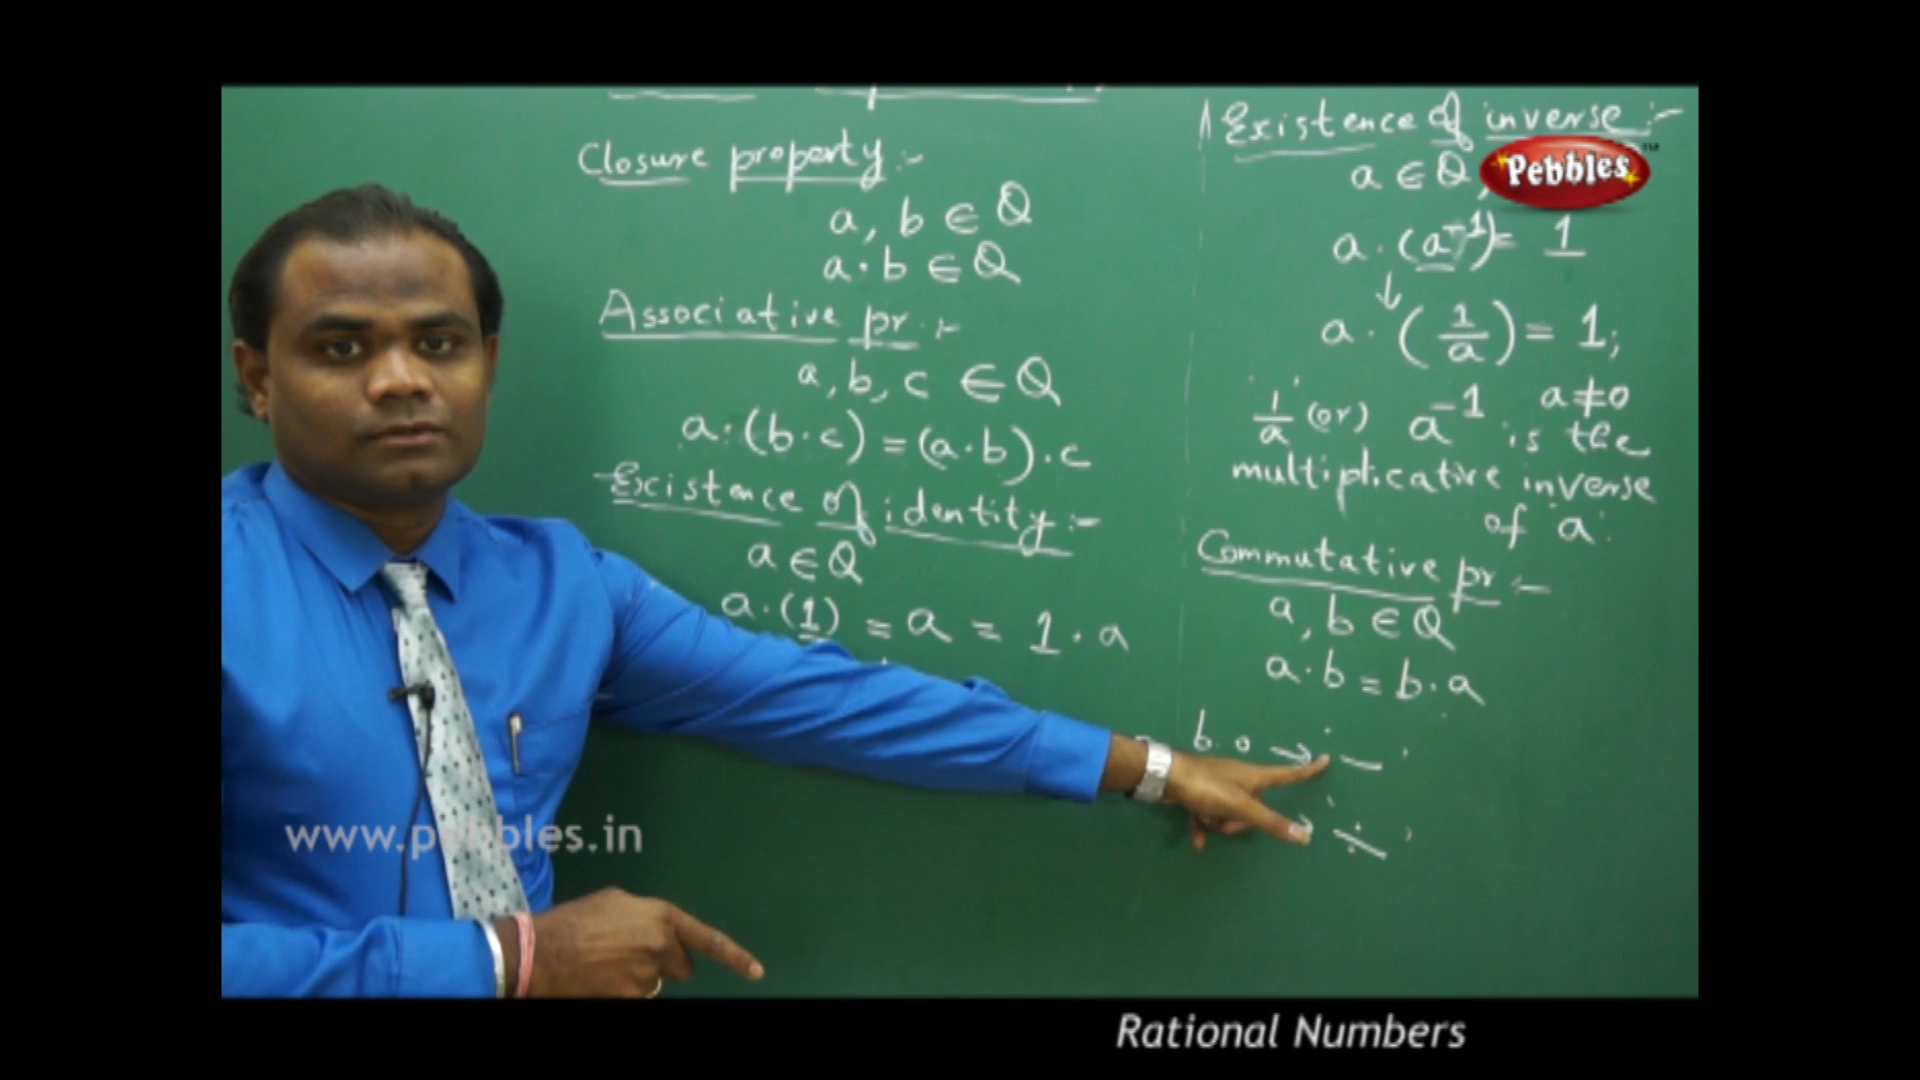 Closure property :-
a, b ∈ Q
a · b ∈ Q
Associative pr :-
a, b, c ∈ Q
a · (b · c) = (a · b) · c
Existence of identity :-
a ∈ Q
a · (1) = a = 1 · a
Existence of inverse :-
a ∈ Q,
a · (a⁻¹) = 1
↓
a · (1/a) = 1;
a ≠ 0
'1/a' (or) a⁻¹ is the
multiplicative inverse
of 'a'.
Commutative pr :-
a, b ∈ Q
a · b = b · a
b. o → '−'
→ '÷'
Pebbles™
www.pebbles.in
Rational Numbers